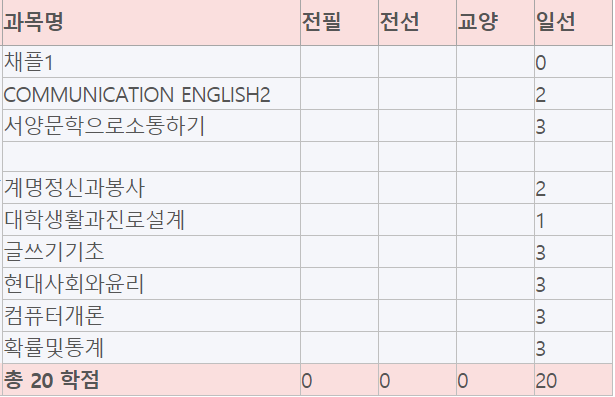 과목명 전필 전선 교양 일선
채플1 0
COMMUNICATION ENGLISH2 2
서양문학으로소통하기 3
계명정신과봉사 2
대학생활과진로설계 1
글쓰기기초 3
현대사회와윤리 3
컴퓨터개론 3
확률및통계 3
총 20 학점 0 0 0 20